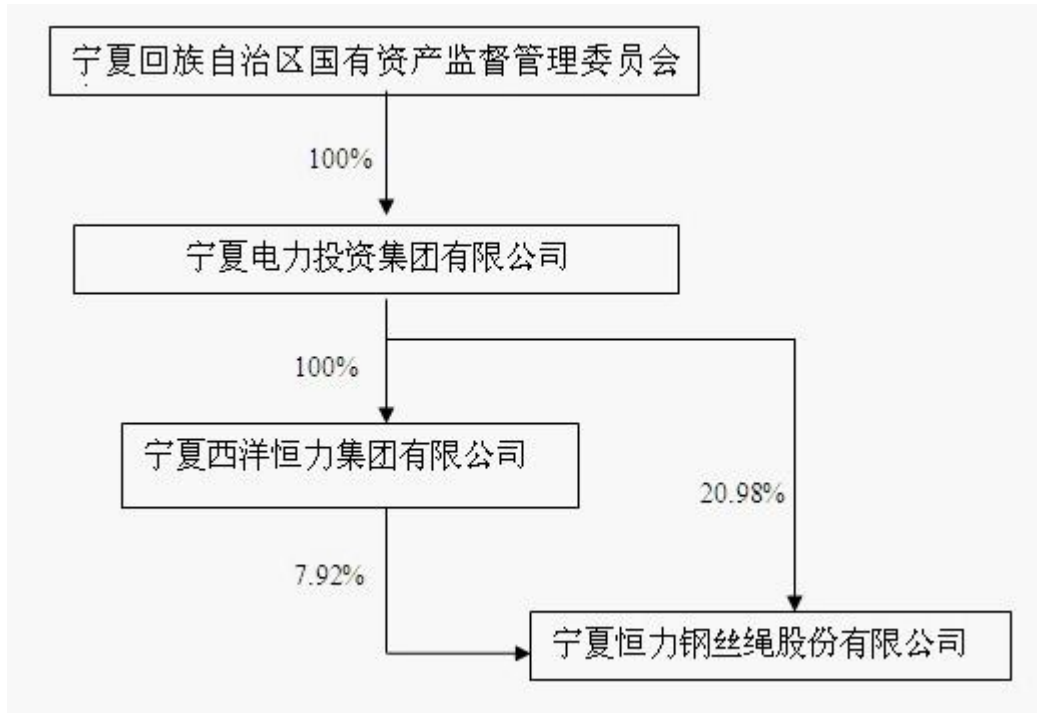 宁夏回族自治区国有资产监督管理委员会
100%
宁夏电力投资集团有限公司
100%
宁夏西洋恒力集团有限公司
20.98%
7.92%
宁夏恒力钢丝绳股份有限公司